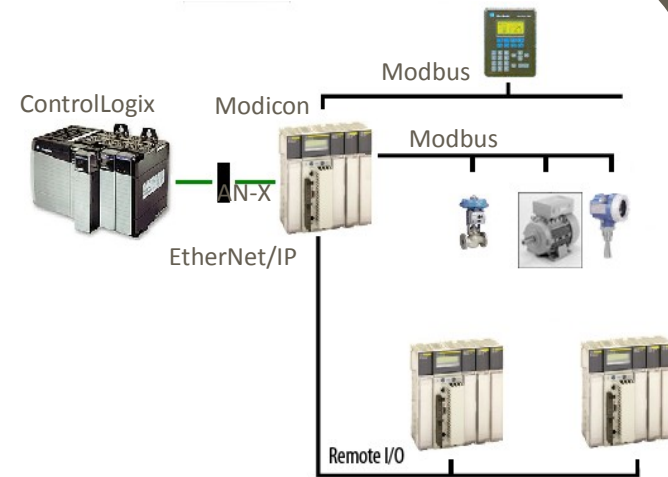 Modbus
ControlLogix
Modicon
Modbus
AN-X
EtherNet/IP
Remote I/O